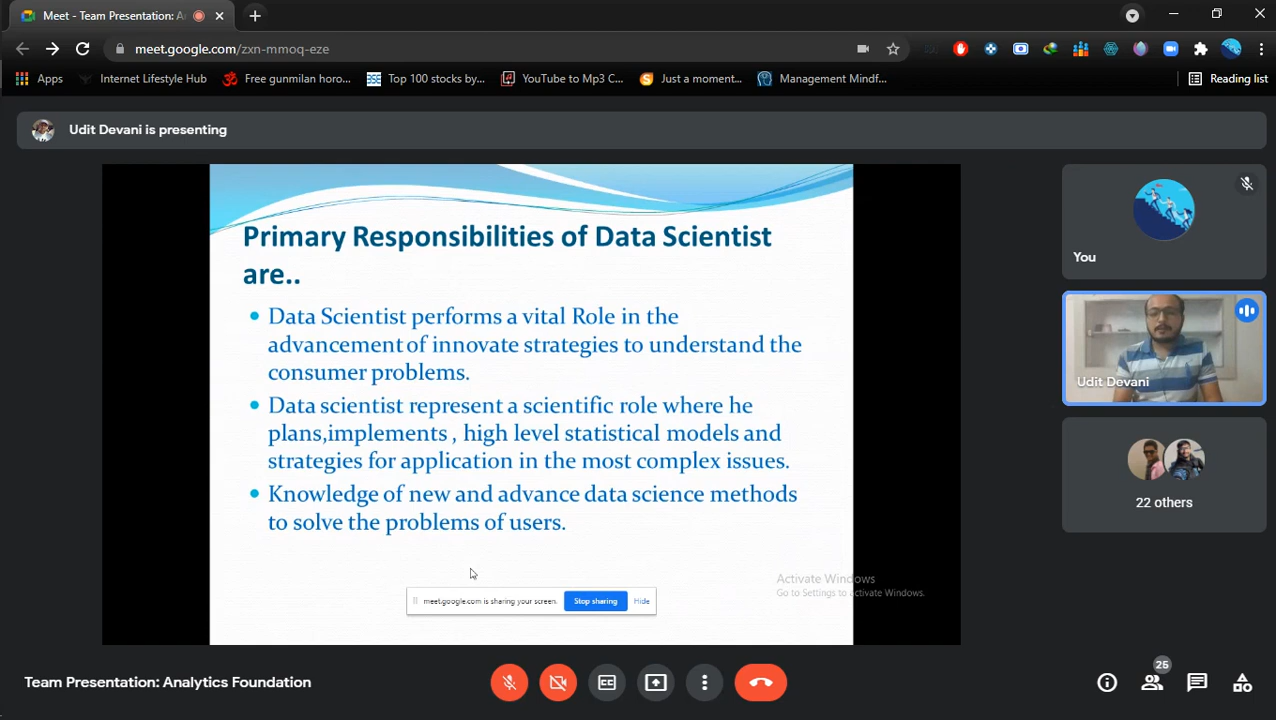 Meet - Team Presentation: A
meet.google.com/zxn-mmoq-eze
Apps
Internet Lifestyle Hub
Free gunmilan horo...
BSE
Top 100 stocks by...
YouTube to Mp3 C...
Just a moment...
Management Mindf...
Reading list
Udit Devani is presenting
Primary Responsibilities of Data Scientist
are..
Data Scientist performs a vital Role in the
advancement of innovate strategies to understand the
consumer problems.
Data scientist represent a scientific role where he
plans,implements , high level statistical models and
strategies for application in the most complex issues.
Knowledge of new and advance data science methods
to solve the problems of users.
meet.google.com is sharing your screen.
Stop sharing
Hide
Activate Windows
Go to Settings to activate Windows.
You
Udit Devani
22 others
Team Presentation: Analytics Foundation
25